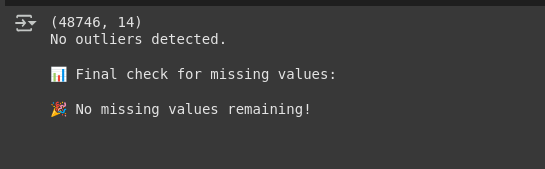 (48746, 14)
No outliers detected.
📊 Final check for missing values:
🎉 No missing values remaining!